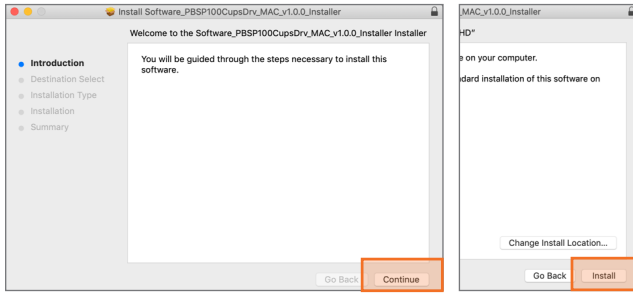 Install Software_PBSP100CupsDrv_MAC_v1.0.0_Installer
Welcome to the Software_PBSP100CupsDrv_MAC_v1.0.0_Installer Installer
Introduction
Destination Select
Installation Type
Installation
Summary
You will be guided through the steps necessary to install this
software.
Go Back Continue
_MAC_v1.0.0_Installer
HD"
e on your computer.
dard installation of this software on
Change Install Location...
Go Back Install